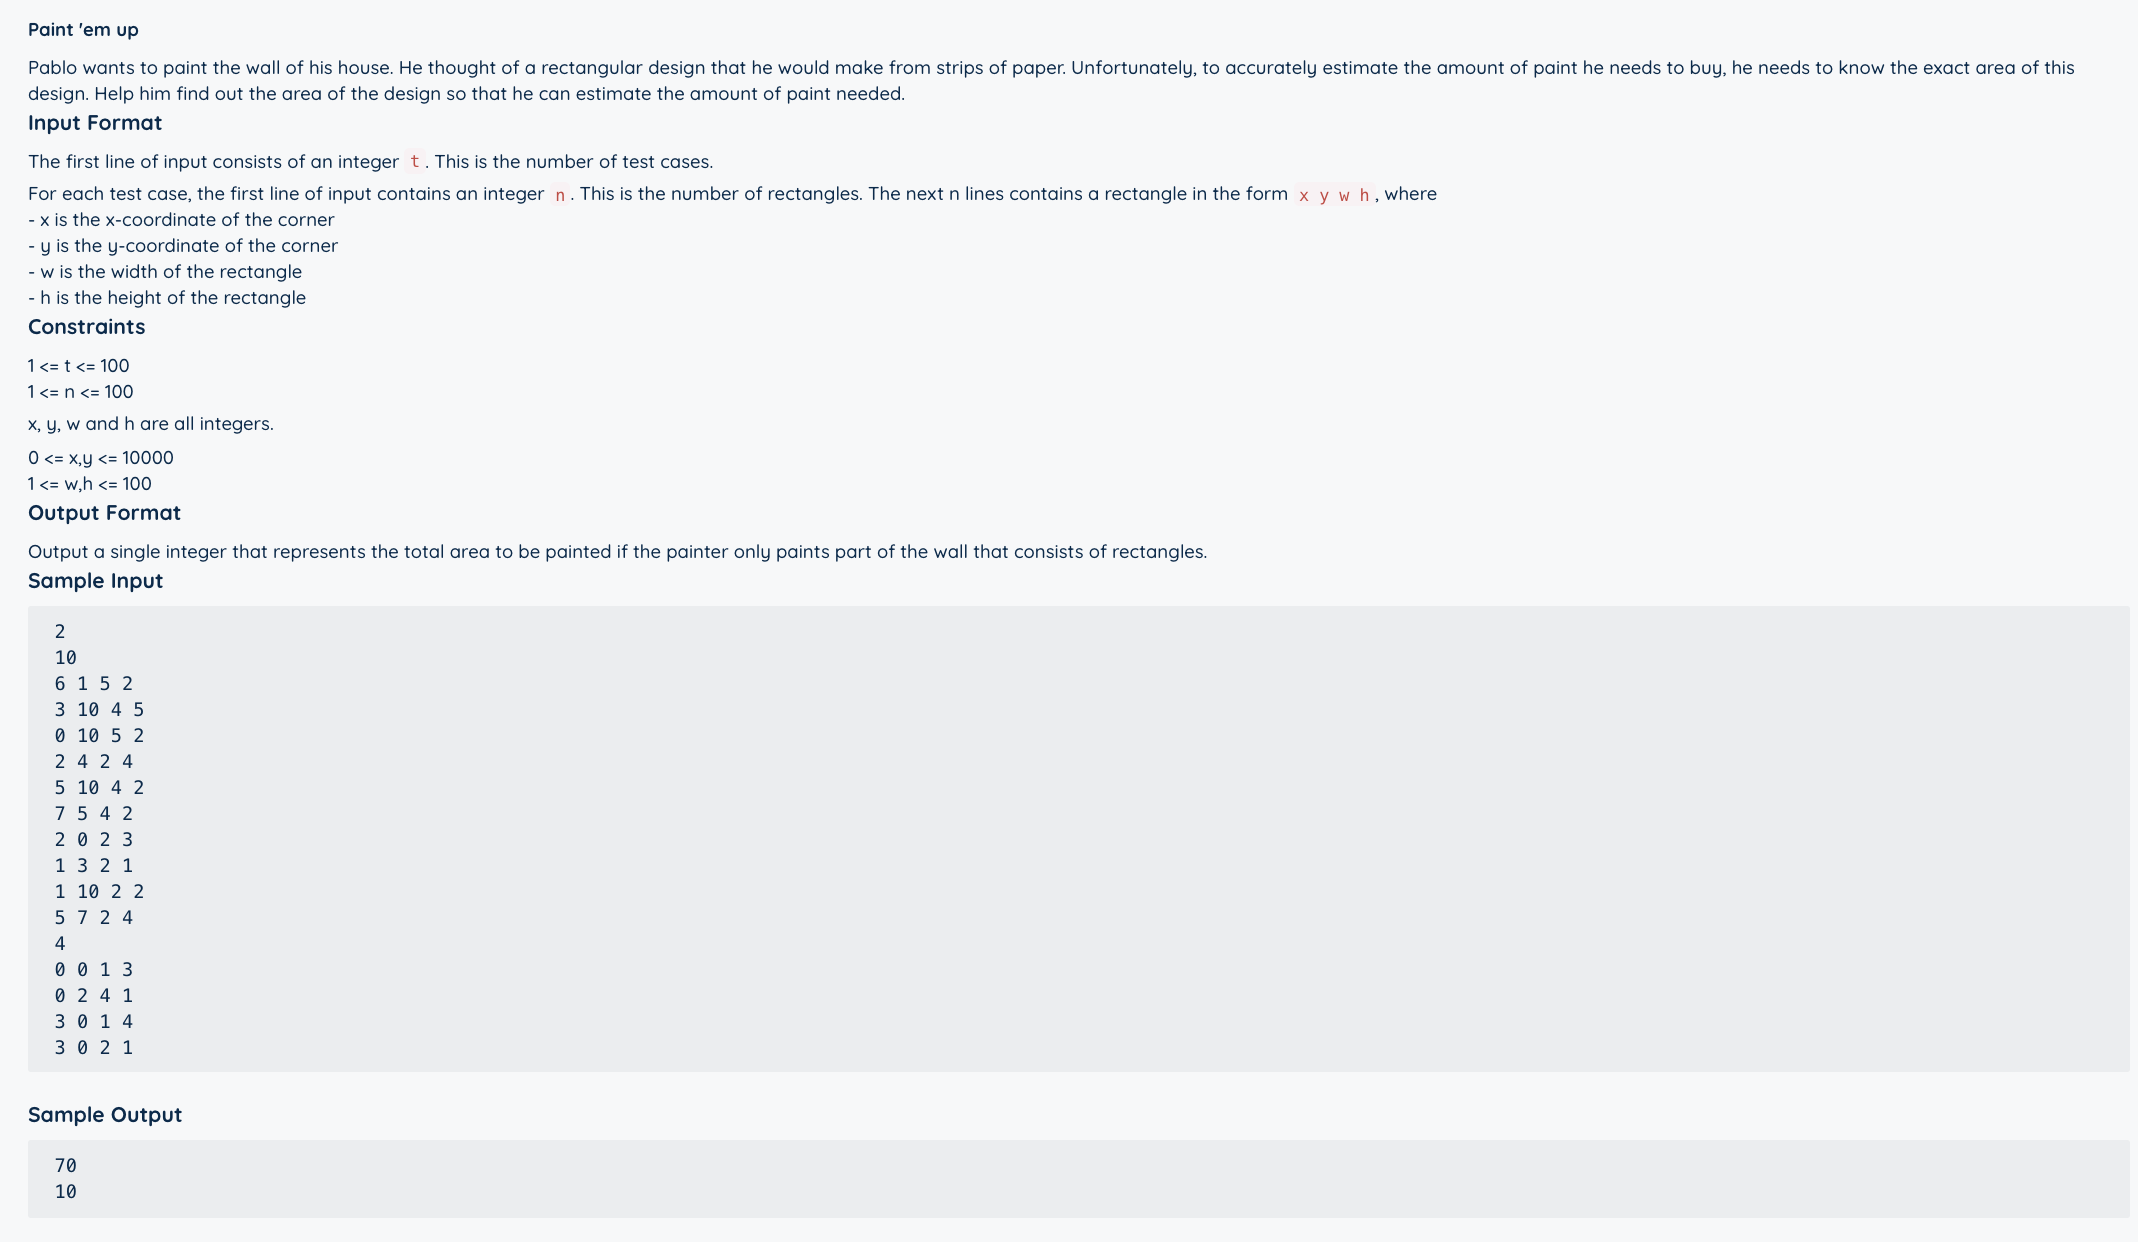 Paint 'em up
Pablo wants to paint the wall of his house. He thought of a rectangular design that he would make from strips of paper. Unfortunately, to accurately estimate the amount of paint he needs to buy, he needs to know the exact area of this
design. Help him find out the area of the design so that he can estimate the amount of paint needed.
Input Format
The first line of input consists of an integer t. This is the number of test cases.
For each test case, the first line of input contains an integer n. This is the number of rectangles. The next n lines contains a rectangle in the form x y w h, where
- x is the x-coordinate of the corner
- y is the y-coordinate of the corner
- w is the width of the rectangle
- h is the height of the rectangle
Constraints
1 <= t <= 100
1 <= n <= 100
x, y, w and h are all integers.
0 <= x,y <= 10000
1 <= w,h <= 100
Output Format
Output a single integer that represents the total area to be painted if the painter only paints part of the wall that consists of rectangles.
Sample Input
2
10
6 1 5 2
3 10 4 5
0 10 5 2
2 4 2 4
5 10 4 2
7 5 4 2
2 0 2 3
1 3 2 1
1 10 2 2
5 7 2 4
4
0 0 1 3
0 2 4 1
3 0 1 4
3 0 2 1
Sample Output
70
10